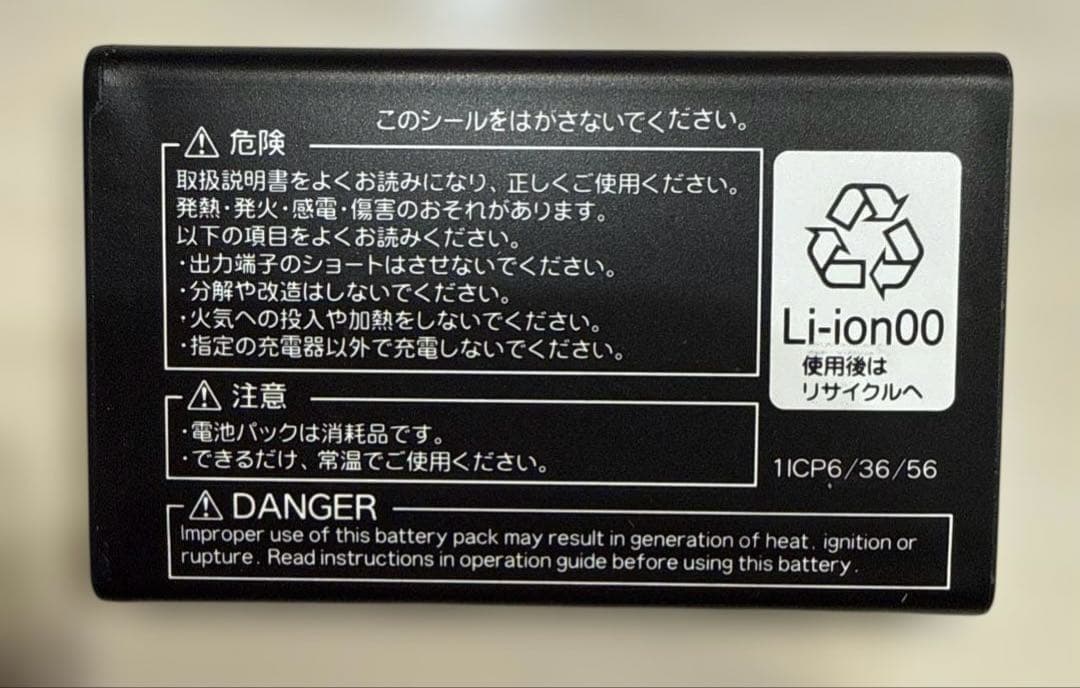 このシールをはがさないでください。
⚠ 危険
取扱説明書をよくお読みになり、正しくご使用ください。
発熱・発火・感電・傷害のおそれがあります。
以下の項目をよくお読みください。
・出力端子のショートはさせないでください。
・分解や改造はしないでください。
・火気への投入や加熱をしないでください。
・指定の充電器以外で充電しないでください。
Li-ion00
使用後は
リサイクルへ
⚠ 注意
・電池パックは消耗品です。
・できるだけ、常温でご使用ください。
1ICP6/36/56
⚠ DANGER
Improper use of this battery pack may result in generation of heat, ignition or
rupture. Read instructions in operation guide before using this battery.